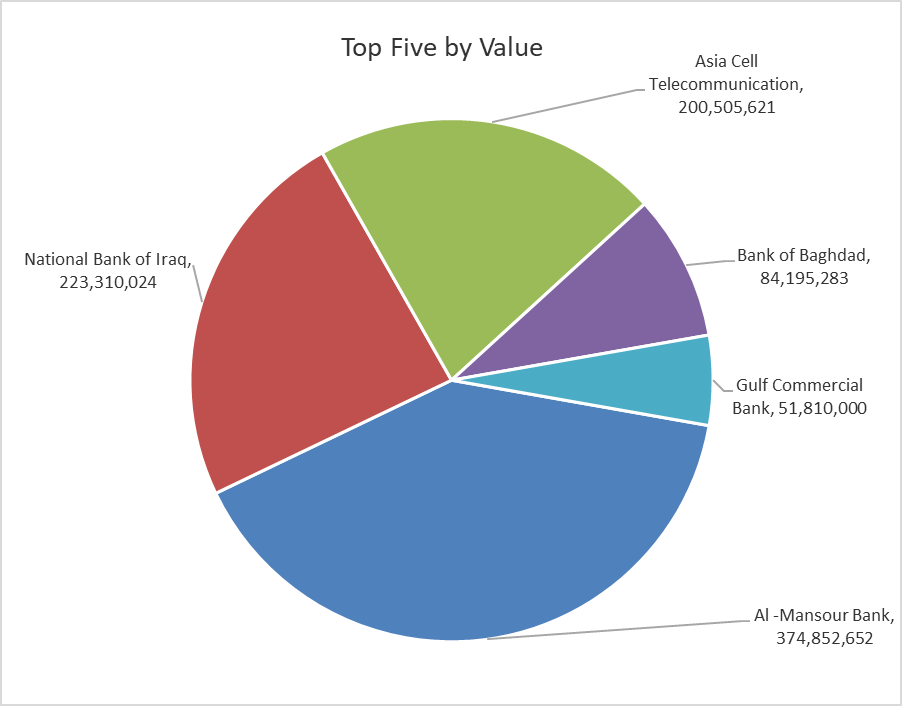 Top Five by Value
Asia Cell
Telecommunication,
200,505,621
National Bank of Iraq,
223,310,024
Bank of Baghdad,
84,195,283
Gulf Commercial
Bank, 51,810,000
Al -Mansour Bank,
374,852,652